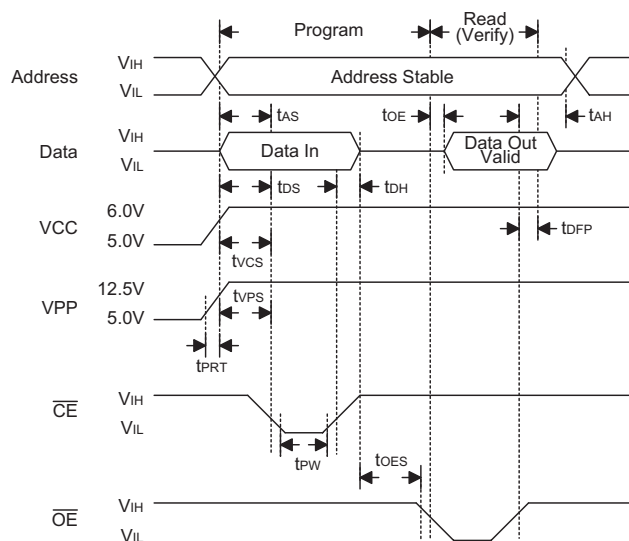 Program
Read
(Verify)
Address
VIH
VIL
Address Stable
tAS
tOE
tAH
Data
VIH
VIL
Data In
Data Out
Valid
tDS
tDH
VCC
6.0V
5.0V
tVCS
tDFP
VPP
12.5V
5.0V
tVPS
tPRT
CE
VIH
VIL
tPW
tOES
OE
VIH
VIL